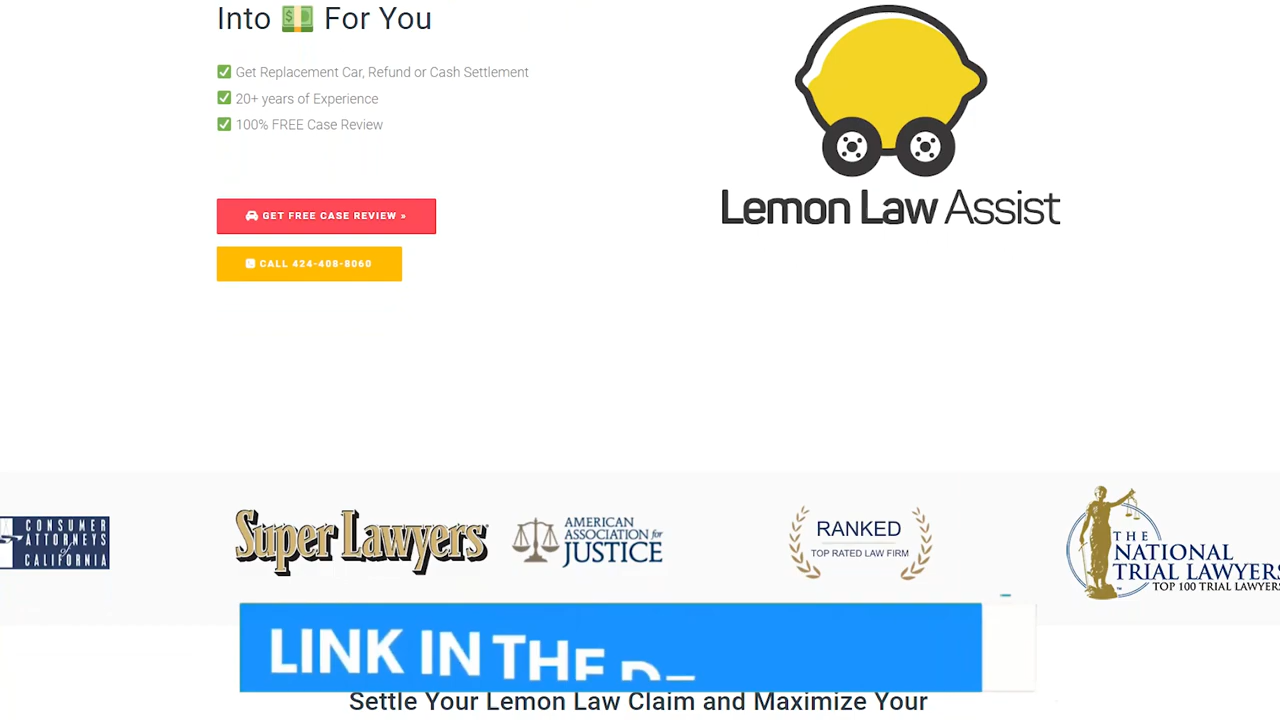 Into 💵 For You
✅ Get Replacement Car, Refund or Cash Settlement
✅ 20+ years of Experience
✅ 100% FREE Case Review
GET FREE CASE REVIEW »
CALL 424-408-8060
Lemon Law Assist
CONSUMER
ATTORNEYS
of
CALIFORNIA
Super Lawyers
AMERICAN
ASSOCIATION for
JUSTICE
RANKED
TOP RATED LAW FIRM
THE
NATIONAL
TRIAL LAWYERS
TOP 100 TRIAL LAWYERS
LINK IN THE
Settle Your Lemon Law Claim and Maximize Your